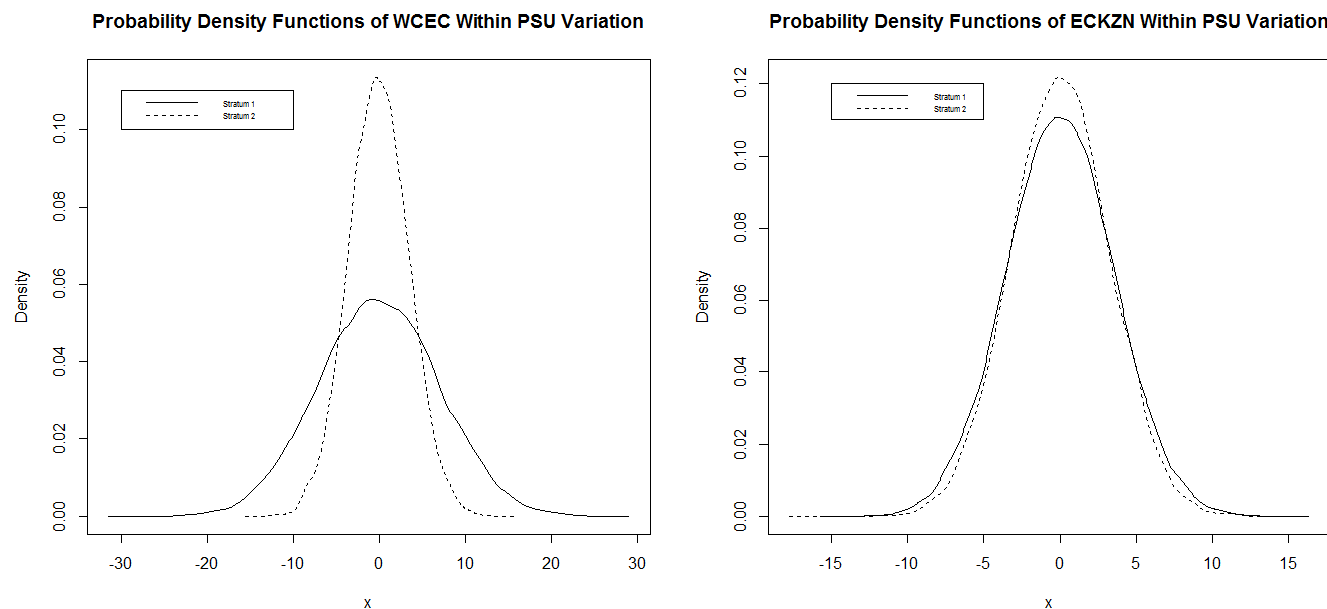 Probability Density Functions of WCEC Within PSU Variation
Stratum 1
Stratum 2
Density
0.00
0.02
0.04
0.06
0.08
0.10
-30
-20
-10
0
10
20
30
x
Probability Density Functions of ECKZN Within PSU Variation
Stratum 1
Stratum 2
Density
0.00
0.02
0.04
0.06
0.08
0.10
0.12
-15
-10
-5
0
5
10
15
x